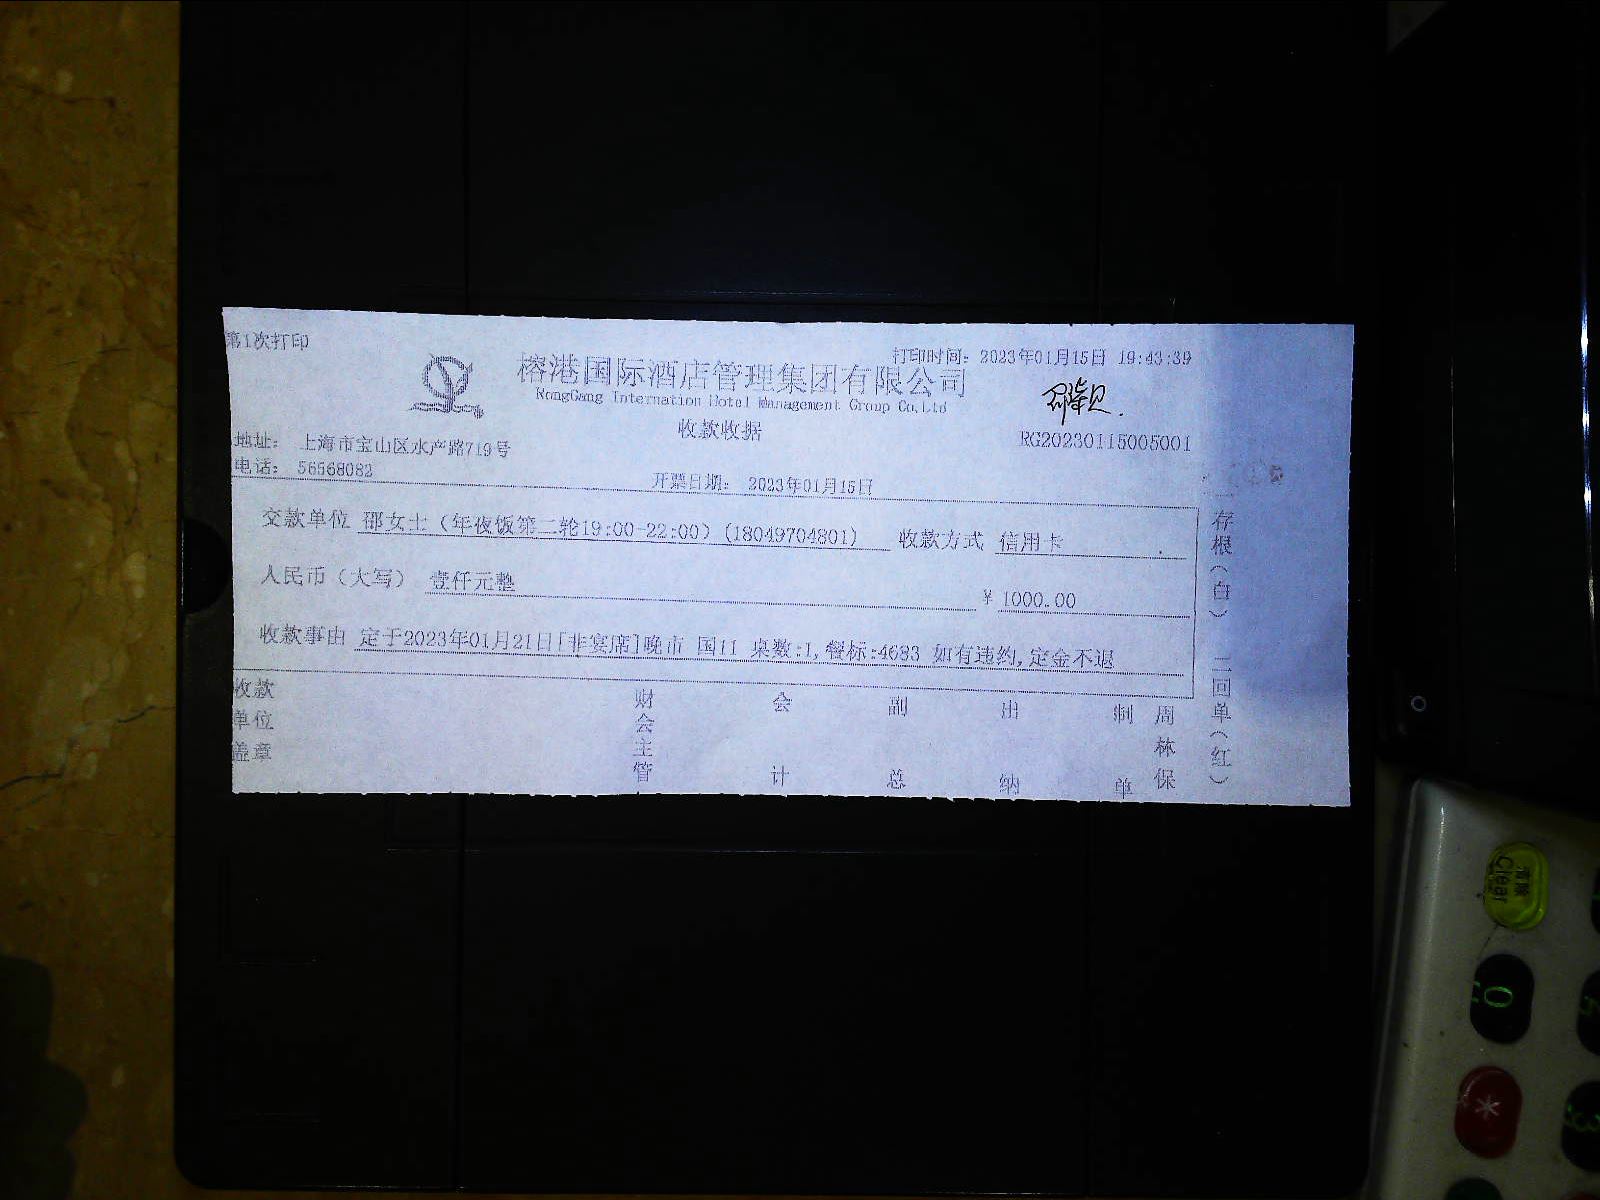 第1次打印
打印时间：2023年01月15日 19:43:39
榕港国际酒店管理集团有限公司
RongGang Internation Hotel Management Group Co,Ltd
收款收据
RG20230115005001
地址： 上海市宝山区水产路719号
电话： 56568082
开票日期： 2023年01月15日
交款单位 邵女士（年夜饭第二轮19:00-22:00）(18049704801) 收款方式 信用卡
人民币（大写） 壹仟元整 ¥ 1000.00
收款事由 定于2023年01月21日[非宴席]晚市 国11 桌数:1,餐标:4683 如有违约,定金不退
收款单位盖章
财会主管
会计
副总
出纳
制单
周林保
一存根（白） 二回单（红）
清除
Clear
0
*
3